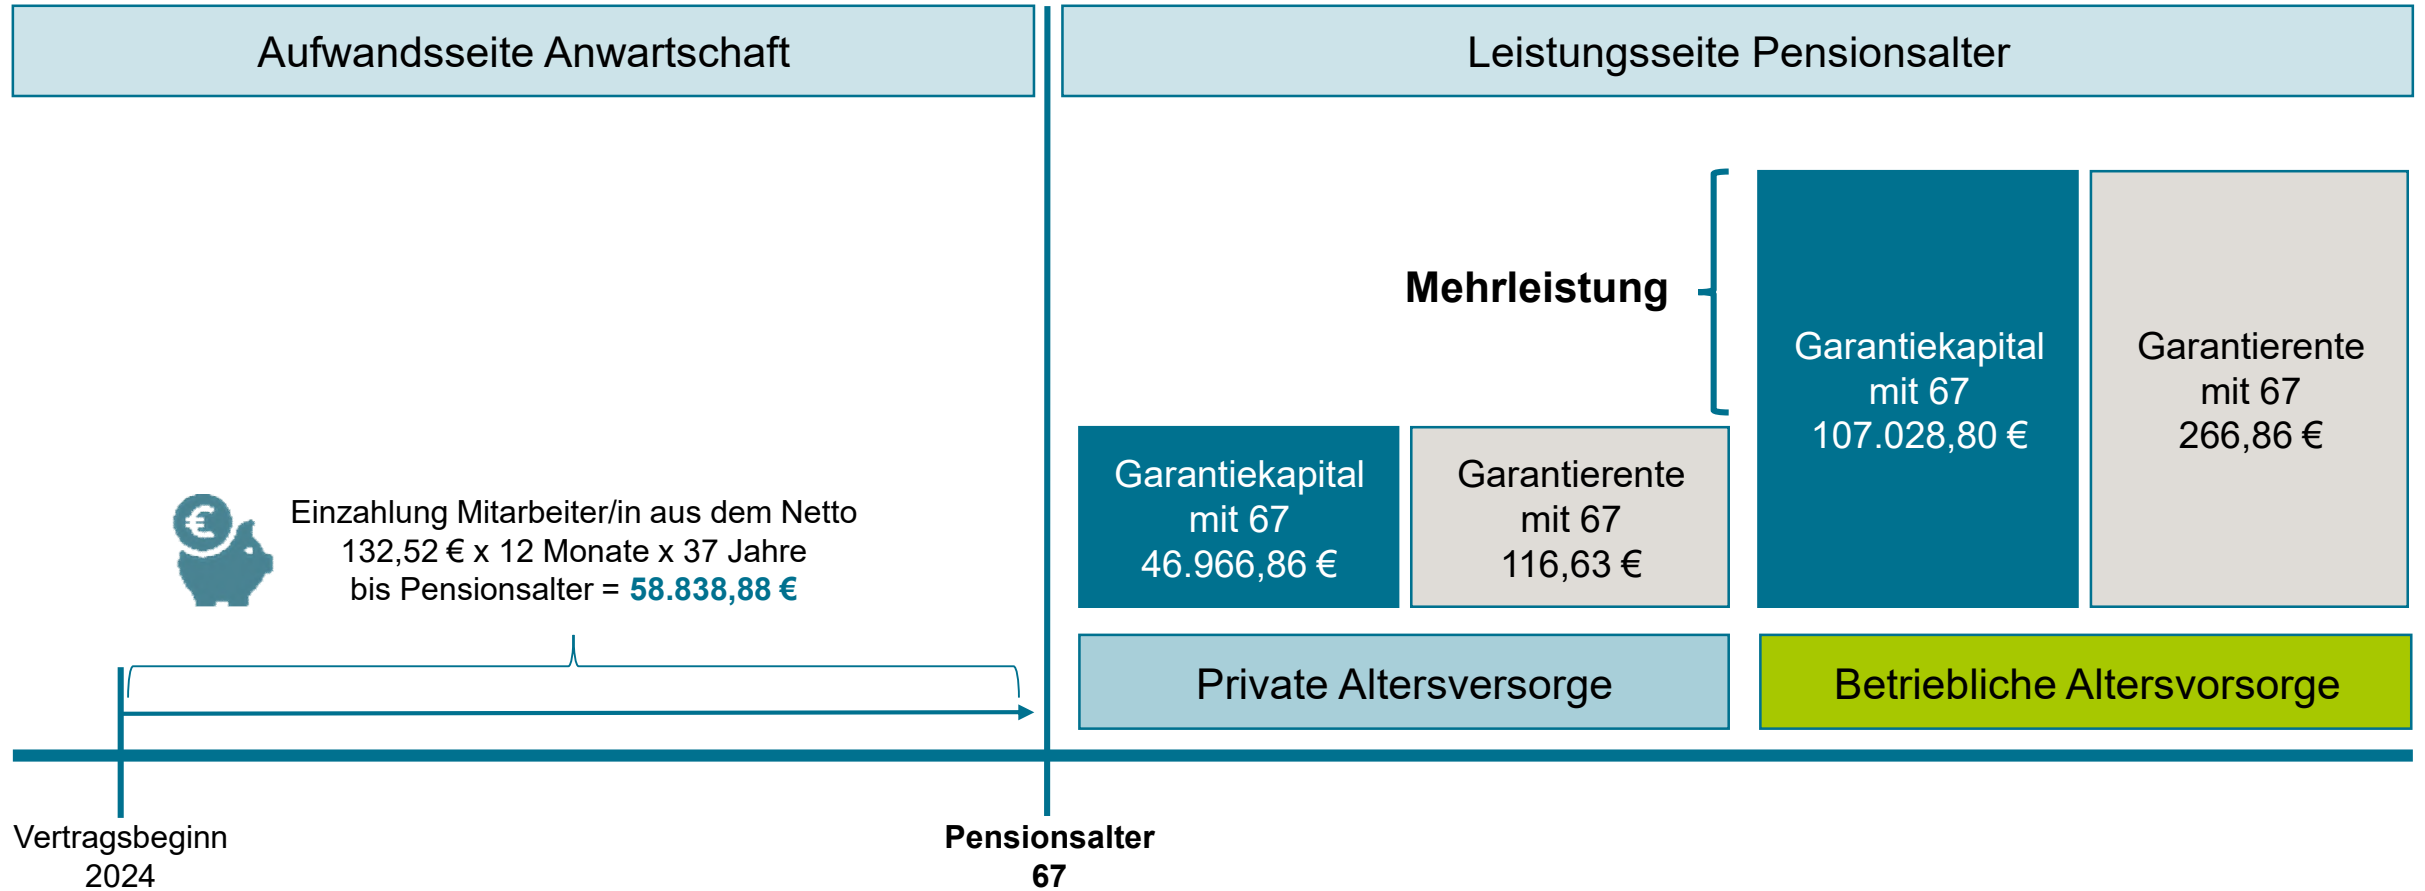 Aufwandsseite Anwartschaft
Leistungsseite Pensionsalter
Mehrleistung
Garantiekapital
mit 67
107.028,80 €
Garantierente
mit 67
266,86 €
Garantiekapital
mit 67
46.966,86 €
Garantierente
mit 67
116,63 €
€
Einzahlung Mitarbeiter/in aus dem Netto
132,52 € x 12 Monate x 37 Jahre
bis Pensionsalter = 58.838,88 €
Private Altersversorge
Betriebliche Altersvorsorge
Vertragsbeginn
2024
Pensionsalter
67